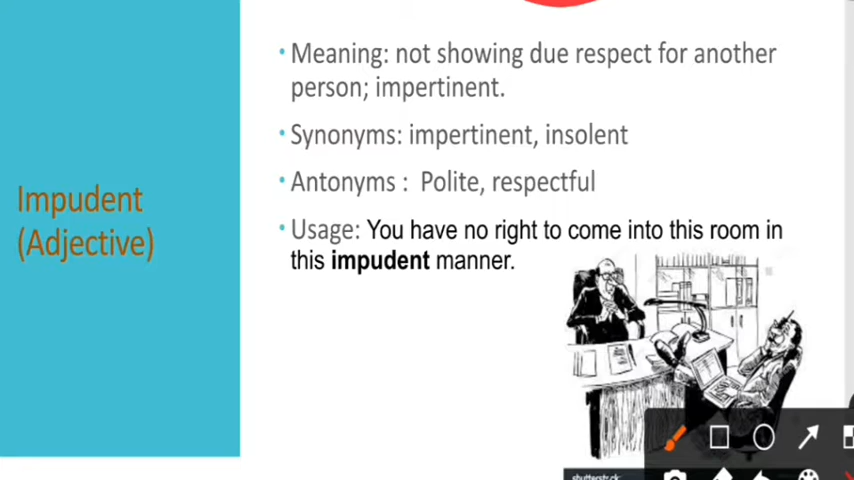 Impudent
(Adjective)
• Meaning: not showing due respect for another
person; impertinent.
• Synonyms: impertinent, insolent
• Antonyms : Polite, respectful
• Usage: You have no right to come into this room in
this impudent manner.